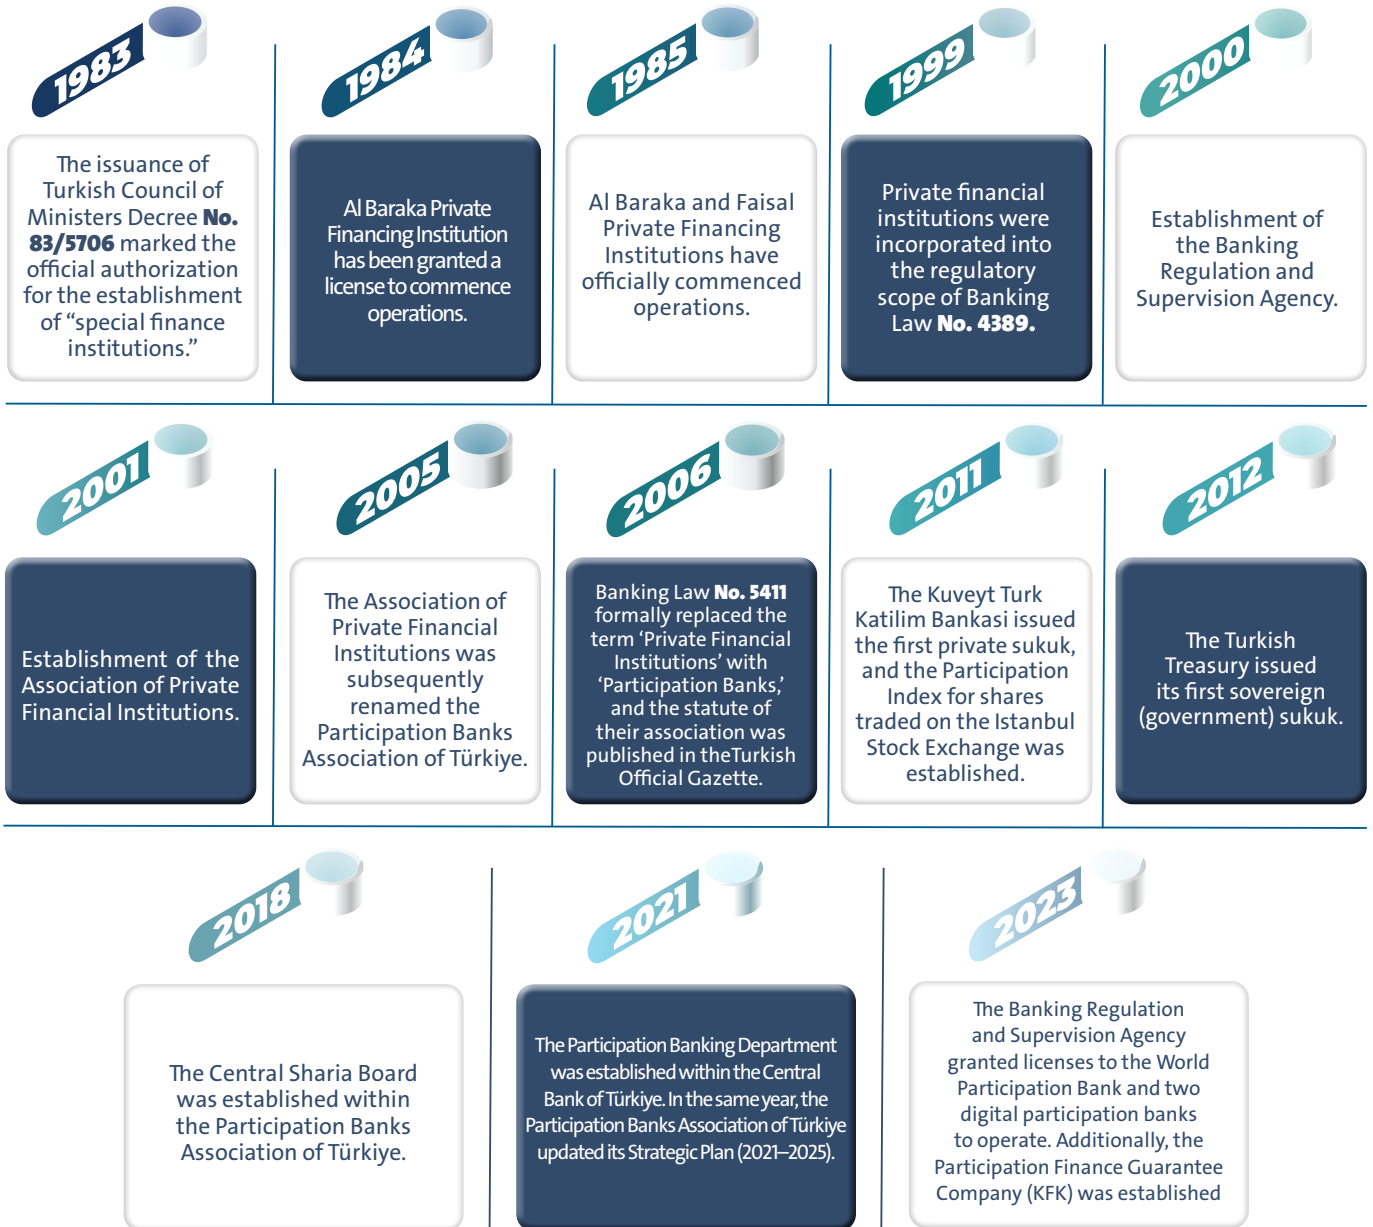 1983
The issuance of
Turkish Council of
Ministers Decree No.
83/5706 marked the
official authorization
for the establishment
of “special finance
institutions.”
1984
Al Baraka Private
Financing Institution
has been granted a
license to commence
operations.
1985
Al Baraka and Faisal
Private Financing
Institutions have
officially commenced
operations.
1999
Private financial
institutions were
incorporated into
the regulatory
scope of Banking
Law No. 4389.
2000
Establishment of
the Banking
Regulation and
Supervision Agency.
2001
Establishment of the
Association of Private
Financial Institutions.
2005
The Association of
Private Financial
Institutions was
subsequently
renamed the
Participation Banks
Association of Türkiye.
2006
Banking Law No. 5411
formally replaced the
term ‘Private Financial
Institutions’ with
‘Participation Banks,’
and the statute of
their association was
published in theTurkish
Official Gazette.
2011
The Kuveyt Turk
Katilim Bankasi issued
the first private sukuk,
and the Participation
Index for shares
traded on the Istanbul
Stock Exchange was
established.
2012
The Turkish
Treasury issued
its first sovereign
(government) sukuk.
2018
The Central Sharia Board
was established within
the Participation Banks
Association of Türkiye.
2021
The Participation Banking Department
was established within the Central
Bank of Türkiye. In the same year, the
Participation Banks Association of Türkiye
updated its Strategic Plan (2021–2025).
2023
The Banking Regulation
and Supervision Agency
granted licenses to the World
Participation Bank and two
digital participation banks
to operate. Additionally, the
Participation Finance Guarantee
Company (KFK) was established